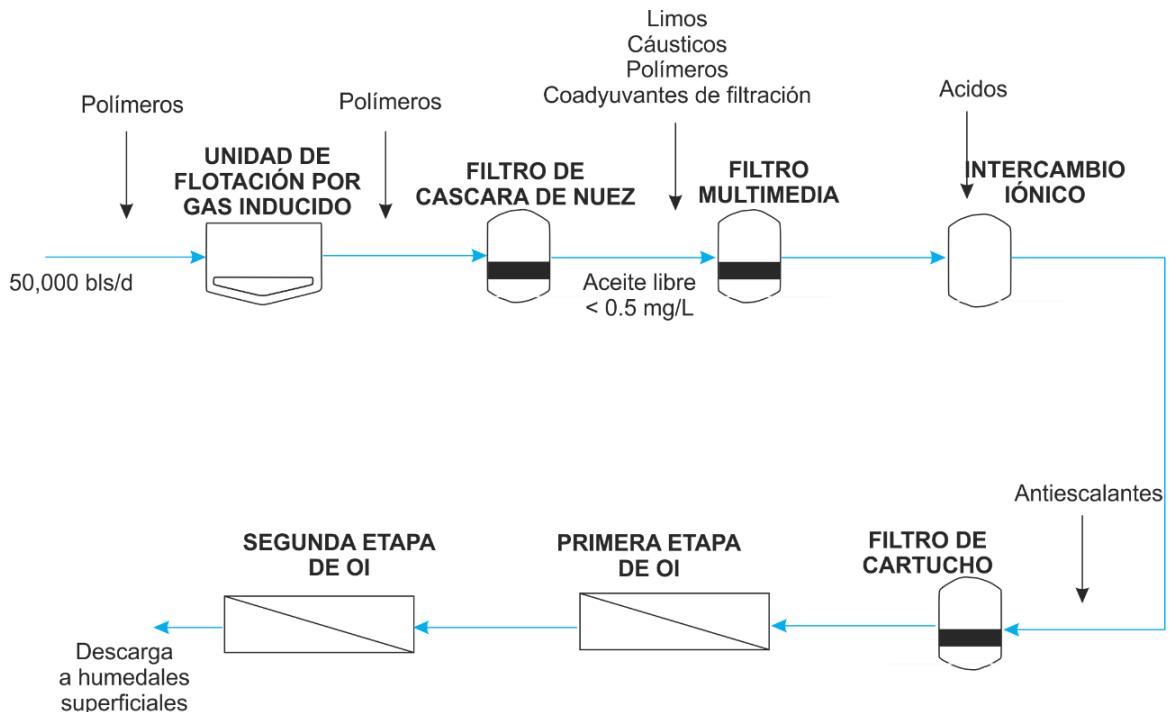 Polímeros
UNIDAD DE
FLOTACIÓN POR
GAS INDUCIDO
Polímeros
FILTRO DE
CASCARA DE NUEZ
Limos
Cáusticos
Polímeros
Coadyuvantes de filtración
FILTRO
MULTIMEDIA
Acidos
INTERCAMBIO
IÓNICO
50,000 bls/d
Aceite libre
< 0.5 mg/L
Antiescalantes
FILTRO DE
CARTUCHO
PRIMERA ETAPA
DE OI
SEGUNDA ETAPA
DE OI
Descarga
a humedales
superficiales